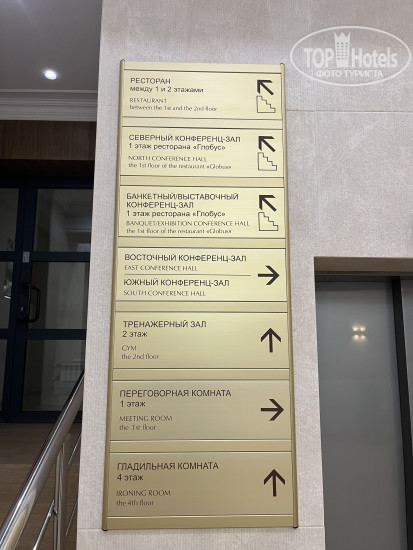 TOPHotels
ФОТО ТУРИСТА
РЕСТОРАН
между 1 и 2 этажами
RESTAURANT
between the 1st and the 2nd floor
СЕВЕРНЫЙ КОНФЕРЕНЦ-ЗАЛ
1 этаж ресторана «Глобус»
NORTH CONFERENCE HALL
the 1st floor of the restaurant «Globus»
БАНКЕТНЫЙ/ВЫСТАВОЧНЫЙ
КОНФЕРЕНЦ-ЗАЛ
1 этаж ресторана «Глобус»
BANQUET/EXHIBITION CONFERENCE HALL
the 1st floor of the restaurant «Globus»
ВОСТОЧНЫЙ КОНФЕРЕНЦ-ЗАЛ
EAST CONFERENCE HALL
ЮЖНЫЙ КОНФЕРЕНЦ-ЗАЛ
SOUTH CONFERENCE HALL
ТРЕНАЖЕРНЫЙ ЗАЛ
2 этаж
GYM
the 2nd floor
ПЕРЕГОВОРНАЯ КОМНАТА
1 этаж
MEETING ROOM
the 1st floor
ГЛАДИЛЬНАЯ КОМНАТА
4 этаж
IRONING ROOM
the 4th floor